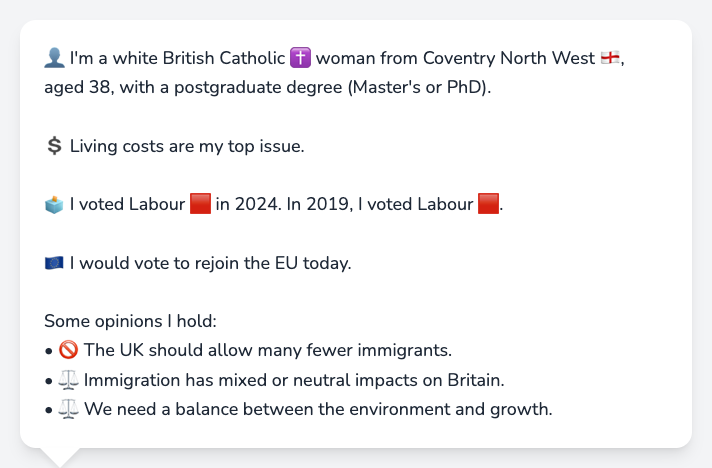 👤 I'm a white British Catholic ✝️ woman from Coventry North West 🏴󠁧󠁢󠁥󠁮󠁧󠁿,
aged 38, with a postgraduate degree (Master's or PhD).
💲 Living costs are my top issue.
🗳️ I voted Labour 🟥 in 2024. In 2019, I voted Labour 🟥.
🇪🇺 I would vote to rejoin the EU today.
Some opinions I hold:
• 🚫 The UK should allow many fewer immigrants.
• ⚖️ Immigration has mixed or neutral impacts on Britain.
• ⚖️ We need a balance between the environment and growth.